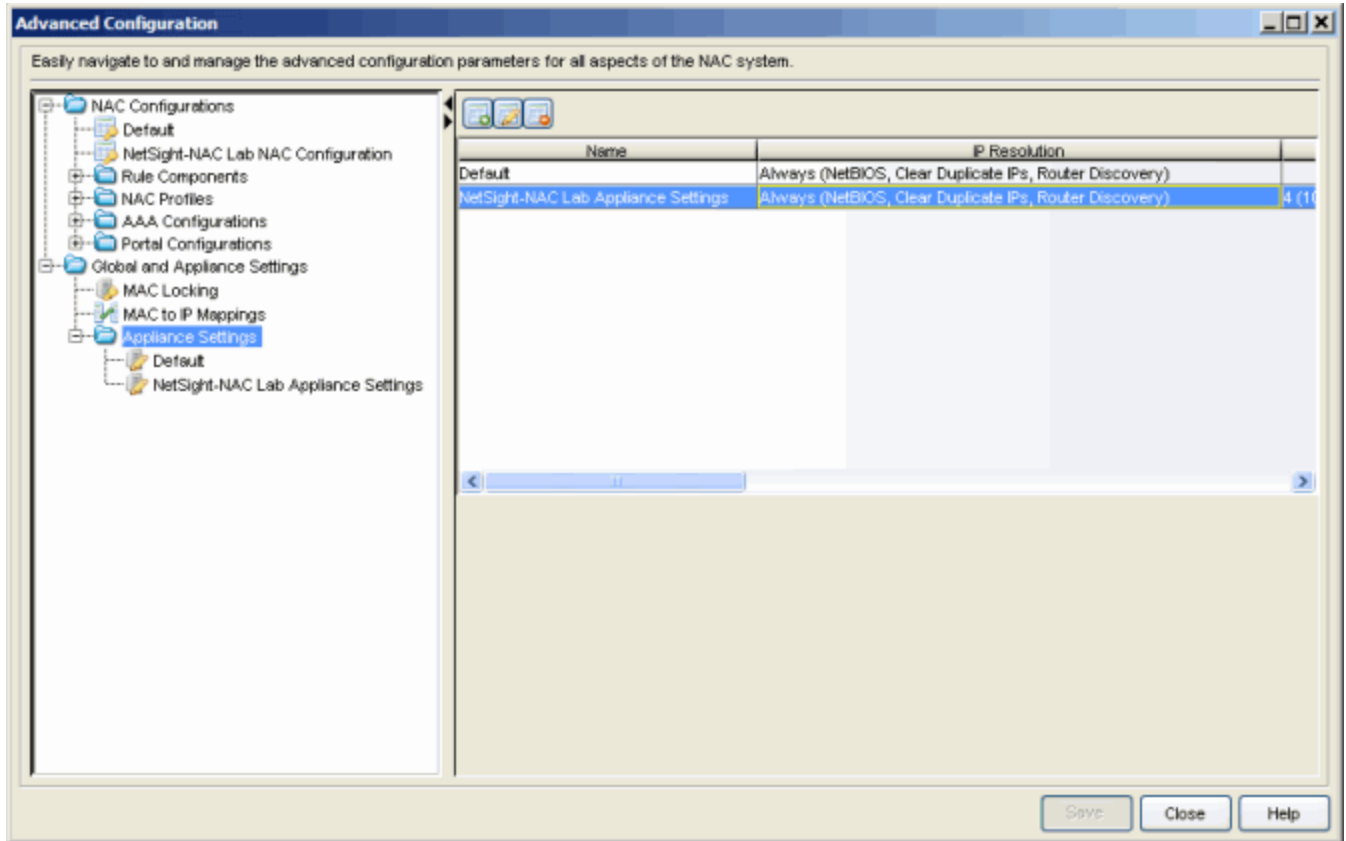 Advanced Configuration
Easily navigate to and manage the advanced configuration parameters for all aspects of the NAC system.
NAC Configurations
Default
NetSight-NAC Lab NAC Configuration
Rule Components
NAC Profiles
AAA Configurations
Portal Configurations
Global and Appliance Settings
MAC Locking
MAC to IP Mappings
Appliance Settings
Default
NetSight-NAC Lab Appliance Settings
Name IP Resolution
Default Always (NetBIOS, Clear Duplicate IPs, Router Discovery)
NetSight-NAC Lab Appliance Settings Always (NetBIOS, Clear Duplicate IPs, Router Discovery) 4 (10
Save Close Help